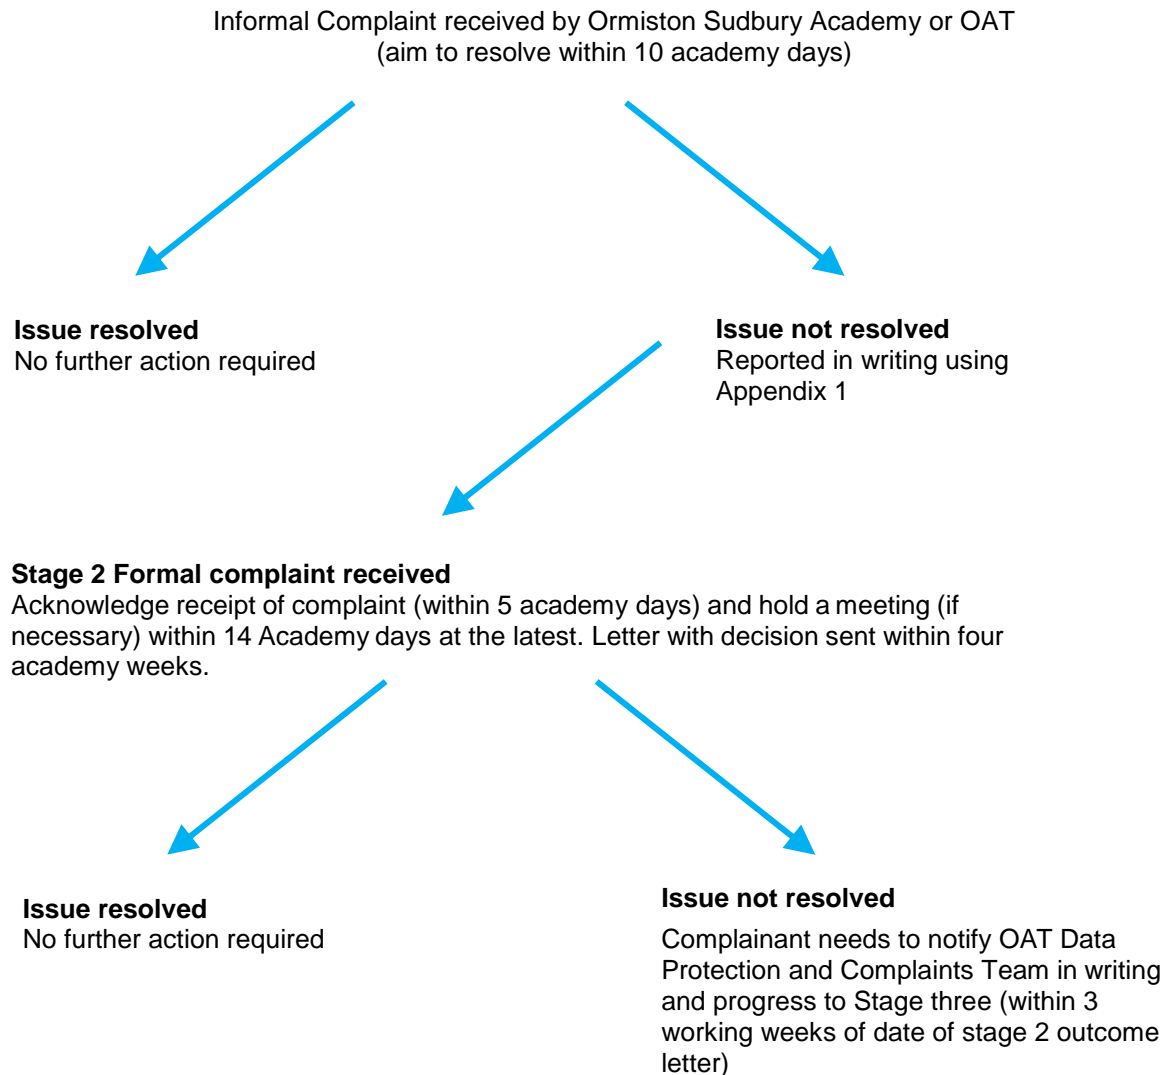 Informal Complaint received by Ormiston Sudbury Academy or OAT
(aim to resolve within 10 academy days)
Issue resolved
No further action required
Issue not resolved
Reported in writing using
Appendix 1
Stage 2 Formal complaint received
Acknowledge receipt of complaint (within 5 academy days) and hold a meeting (if
necessary) within 14 Academy days at the latest. Letter with decision sent within four
academy weeks.
Issue resolved
No further action required
Issue not resolved
Complainant needs to notify OAT Data
Protection and Complaints Team in writing
and progress to Stage three (within 3
working weeks of date of stage 2 outcome
letter)